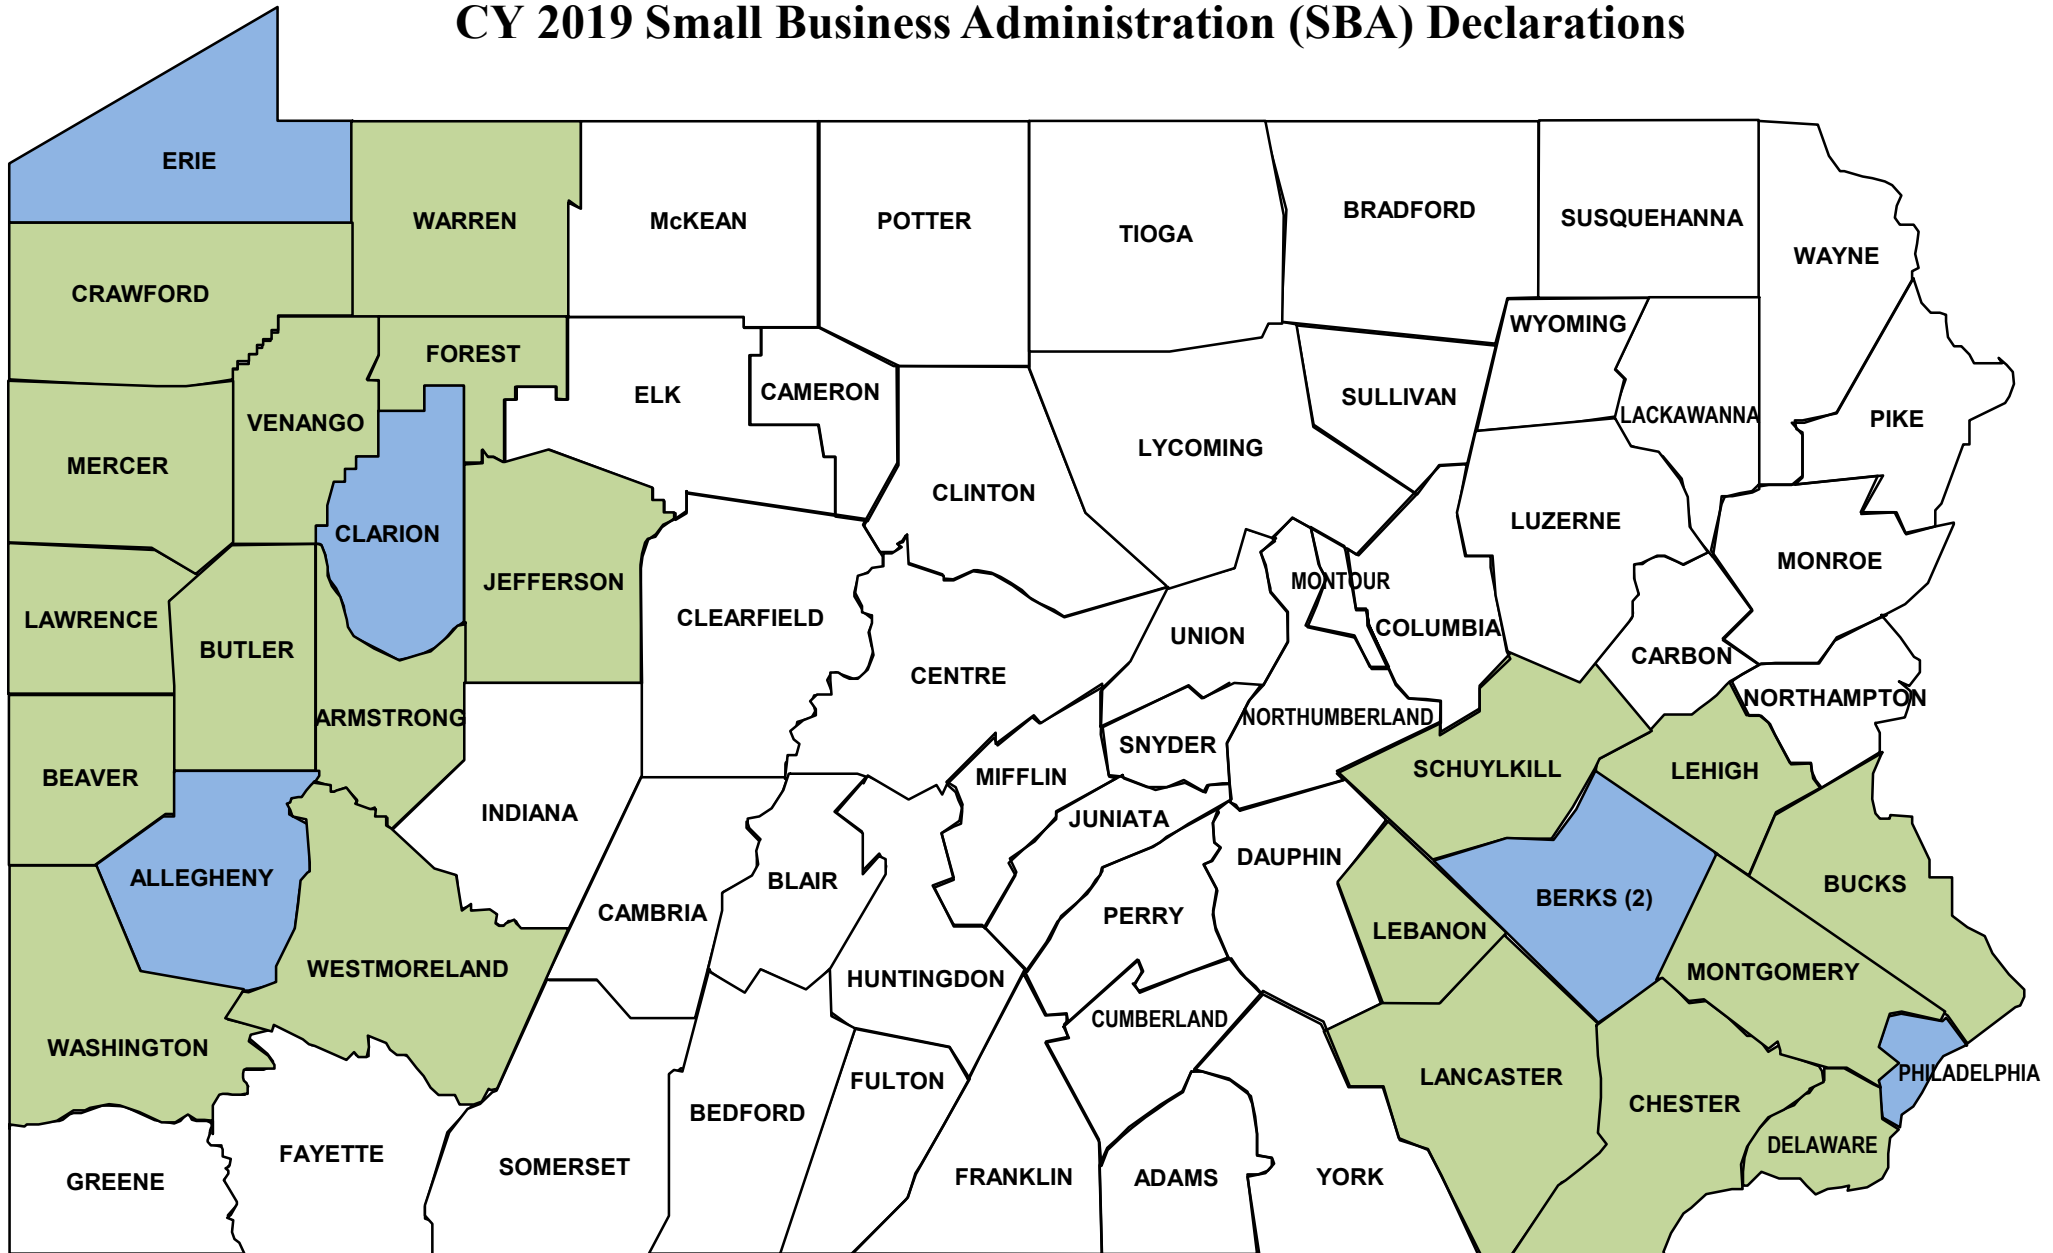 CY 2019 Small Business Administration (SBA) Declarations
ERIE
WARREN
McKEAN
POTTER
TIOGA
BRADFORD
SUSQUEHANNA
WAYNE
CRAWFORD
WYOMING
FOREST
ELK
CAMERON
SULLIVAN
LACKAWANNA
PIKE
VENANGO
MERCER
LYCOMING
CLINTON
CLARION
LUZERNE
MONROE
JEFFERSON
MONTOUR
LAWRENCE
CLEARFIELD
UNION
COLUMBIA
BUTLER
CARBON
CENTRE
NORTHAMPTON
ARMSTRONG
NORTHUMBERLAND
SNYDER
BEAVER
MIFFLIN
SCHUYLKILL
LEHIGH
INDIANA
JUNIATA
DAUPHIN
ALLEGHENY
BLAIR
BUCKS
BERKS (2)
CAMBRIA
PERRY
LEBANON
WESTMORELAND
HUNTINGDON
MONTGOMERY
CUMBERLAND
WASHINGTON
FULTON
LANCASTER
PHILADELPHIA
CHESTER
BEDFORD
DELAWARE
FAYETTE
SOMERSET
GREENE
FRANKLIN
ADAMS
YORK